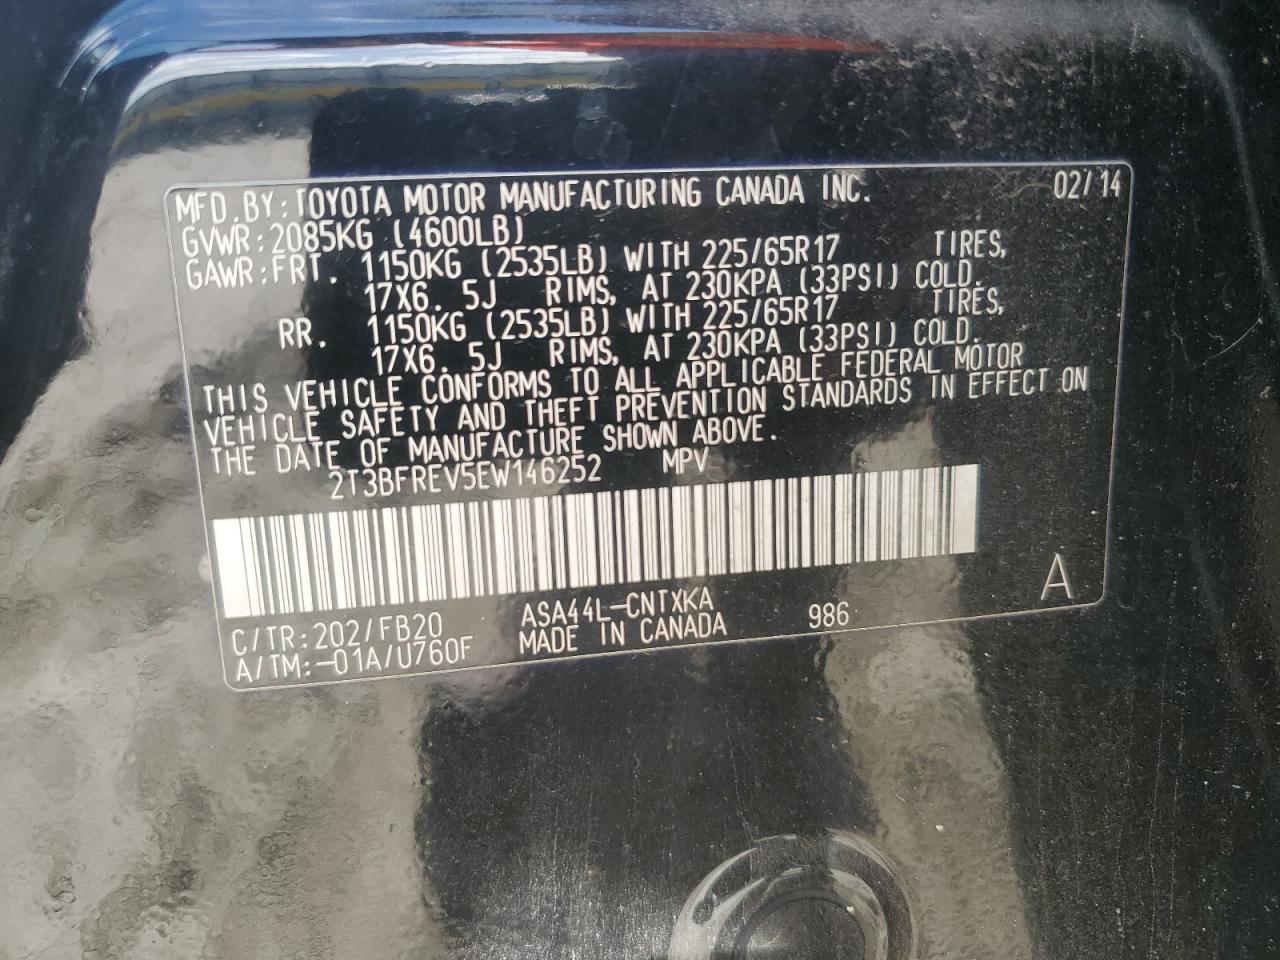 MFD.BY:TOYOTA MOTOR MANUFACTURING CANADA INC. 02/14
GVWR:2085KG (4600LB)
GAWR:FRT. 1150KG (2535LB) WITH 225/65R17 TIRES,
17X6.5J RIMS, AT 230KPA (33PSI) COLD.
RR. 1150KG (2535LB) WITH 225/65R17 TIRES,
17X6.5J RIMS, AT 230KPA (33PSI) COLD.
THIS VEHICLE CONFORMS TO ALL APPLICABLE FEDERAL MOTOR
VEHICLE SAFETY AND THEFT PREVENTION STANDARDS IN EFFECT ON
THE DATE OF MANUFACTURE SHOWN ABOVE.
2T3BFREV5EW146252 MPV
A
C/TR:202/FB20 ASA44L-CNTXKA 986
A/TM:-01A/U760F MADE IN CANADA